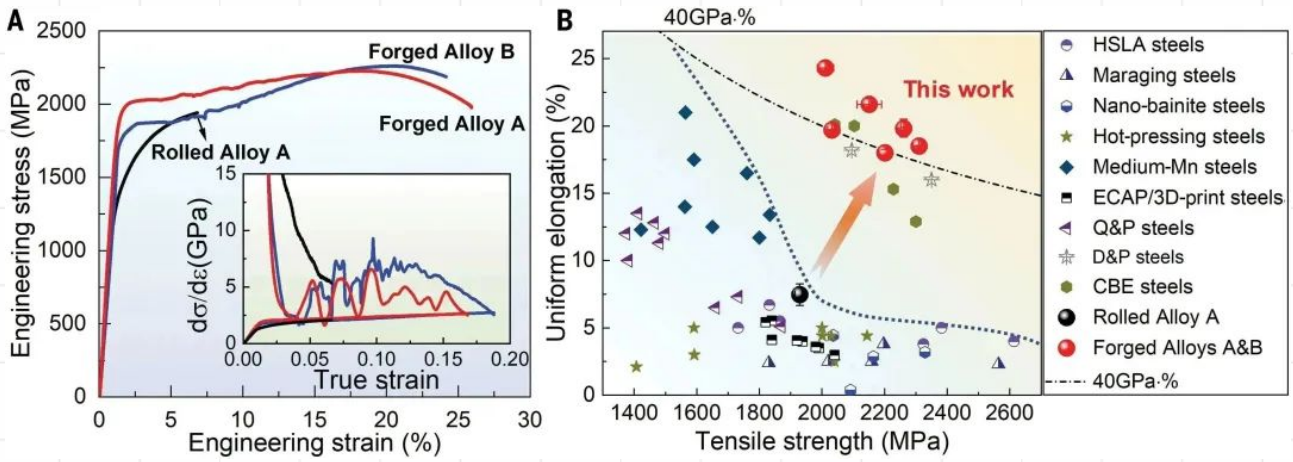 A
Engineering stress (MPa)
2500
2000
1500
1000
500
0
0 5 10 15 20 25 30
Engineering strain (%)
Forged Alloy B
Forged Alloy A
Rolled Alloy A
dσ/dε(GPa)
15
10
5
0
0.00 0.05 0.10 0.15 0.20
True strain
B
40GPa·%
Uniform elongation (%)
25
20
15
10
5
0
1400 1600 1800 2000 2200 2400 2600
Tensile strength (MPa)
This work
HSLA steels
Maraging steels
Nano-bainite steels
Hot-pressing steels
Medium-Mn steels
ECAP/3D-print steels
Q&P steels
D&P steels
CBE steels
Rolled Alloy A
Forged Alloys A&B
40GPa·%